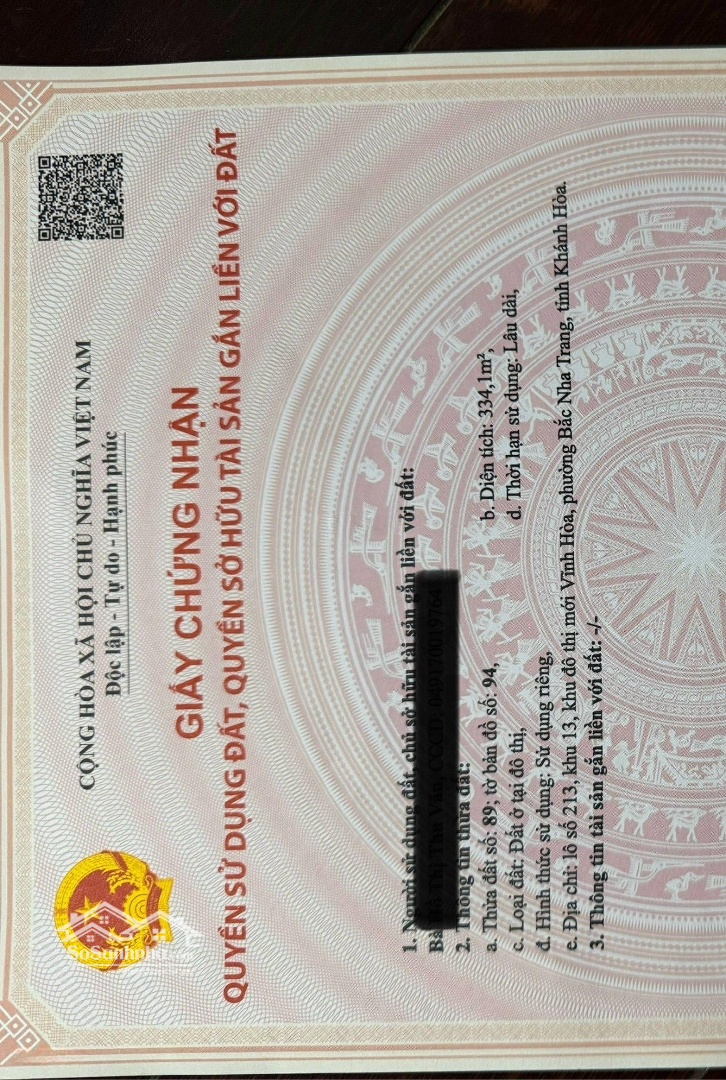 CỘNG HÒA XÃ HỘI CHỦ NGHĨA VIỆT NAM
Độc lập - Tự do - Hạnh phúc
GIẤY CHỨNG NHẬN
QUYỀN SỬ DỤNG ĐẤT, QUYỀN SỞ HỮU TÀI SẢN GẮN LIỀN VỚI ĐẤT
1. Người sử dụng đất, chủ sở hữu tài sản gắn liền với đất:
Bà
2. Thông tin thửa đất:
a. Thửa đất số: 89; tờ bản đồ số: 94, b. Diện tích: 334,1m²,
c. Loại đất: Đất ở tại đô thị, d. Thời hạn sử dụng: Lâu dài,
đ. Hình thức sử dụng: Sử dụng riêng,
e. Địa chỉ: lô số 213, khu 13, khu đô thị mới Vĩnh Hòa, phường Bắc Nha Trang, tỉnh Khánh Hòa.
3. Thông tin tài sản gắn liền với đất: -/-
SoSanhNha